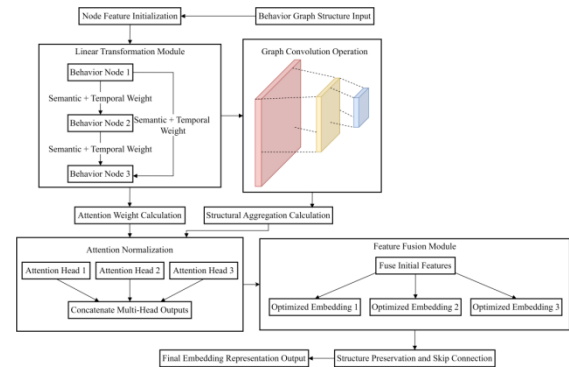 Node Feature Initialization
Behavior Graph Structure Input
Linear Transformation Module
Behavior Node 1
Semantic + Temporal Weight
Behavior Node 2
Semantic + Temporal
Weight
Semantic + Temporal Weight
Behavior Node 3
Graph Convolution Operation
Attention Weight Calculation
Structural Aggregation Calculation
Attention Normalization
Attention Head 1
Attention Head 2
Attention Head 3
Concatenate Multi-Head Outputs
Feature Fusion Module
Fuse Initial Features
Optimized Embedding 1
Optimized Embedding 2
Optimized Embedding 3
Final Embedding Representation Output
Structure Preservation and Skip Connection